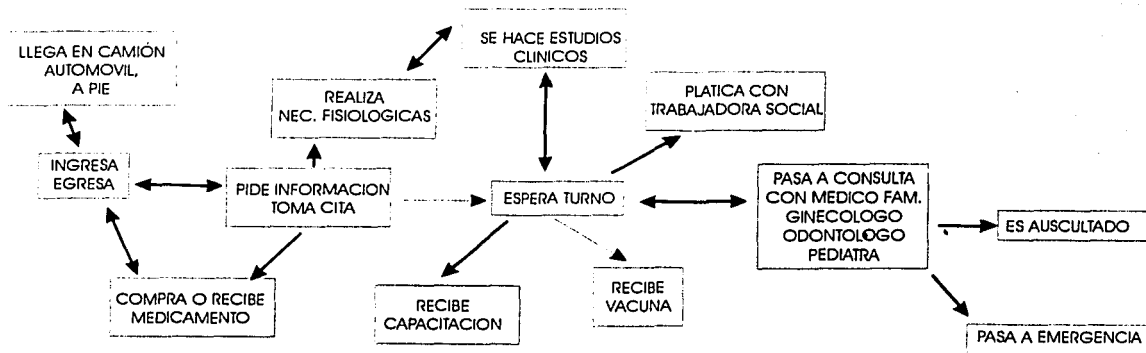 LLEGA EN CAMIÓN
AUTOMOVIL,
A PIE
SE HACE ESTUDIOS
CLINICOS
REALIZA
NEC. FISIOLOGICAS
PLATICA CON
TRABAJADORA SOCIAL
INGRESA
EGRESA
PIDE INFORMACION
TOMA CITA
ESPERA TURNO
PASA A CONSULTA
CON MEDICO FAM.
GINECOLOGO
ODONTOLOGO
PEDIATRA
ES AUSCULTADO
COMPRA O RECIBE
MEDICAMENTO
RECIBE
CAPACITACION
RECIBE
VACUNA
PASA A EMERGENCIA